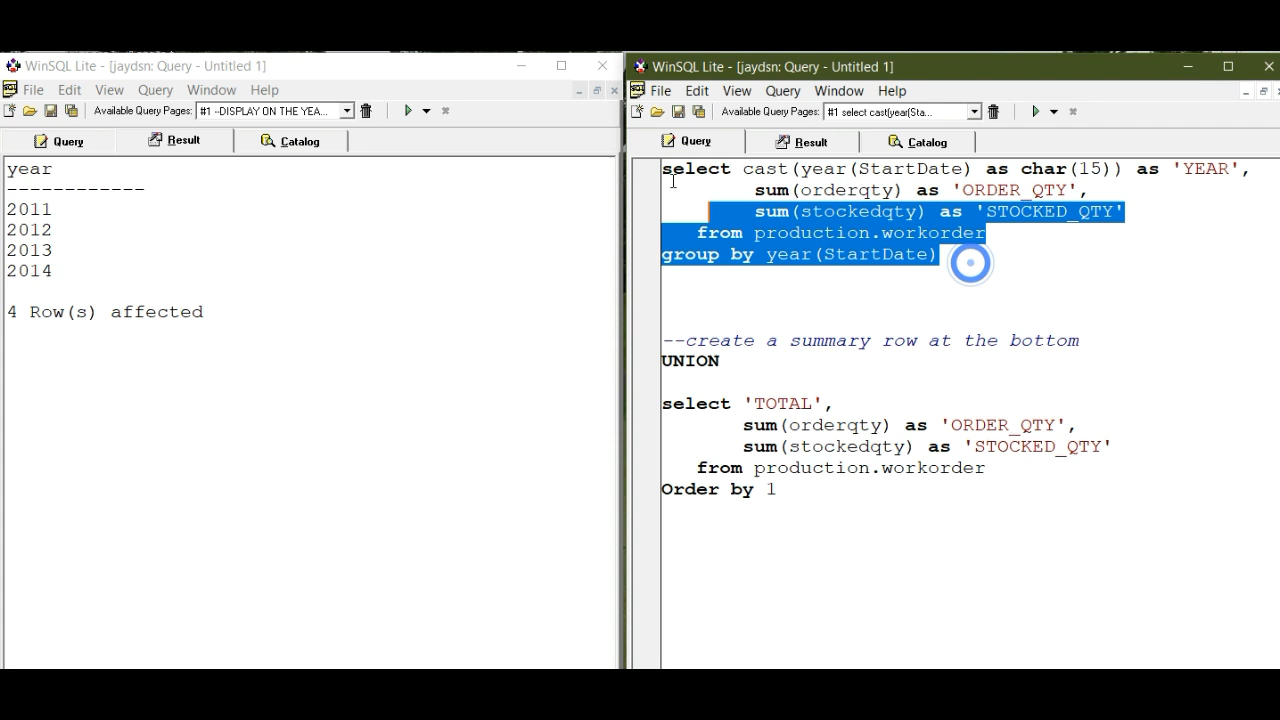 WinSQL Lite - [jaydsn: Query - Untitled 1]
File Edit View Query Window Help
Available Query Pages: #1 --DISPLAY ON THE YEA...
Query Result Catalog
year
------------
2011
2012
2013
2014
4 Row(s) affected
WinSQL Lite - [jaydsn: Query - Untitled 1]
File Edit View Query Window Help
Available Query Pages: #1 select cast(year(Sta...
Query Result Catalog
select cast(year(StartDate) as char(15)) as 'YEAR',
sum(orderqty) as 'ORDER_QTY',
sum(stockedqty) as 'STOCKED_QTY'
from production.workorder
group by year(StartDate)
--create a summary row at the bottom
UNION
select 'TOTAL',
sum(orderqty) as 'ORDER_QTY',
sum(stockedqty) as 'STOCKED_QTY'
from production.workorder
Order by 1